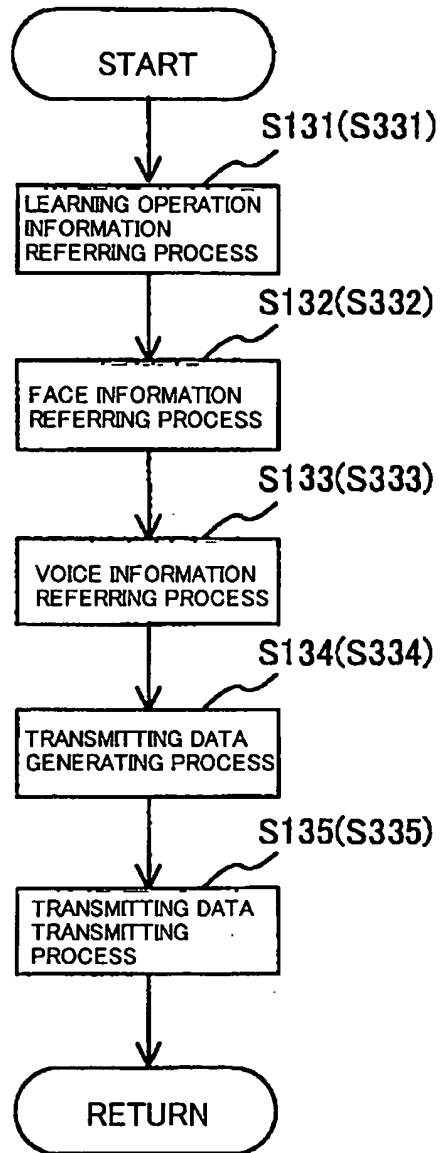 START
S131(S331)
LEARNING OPERATION
INFORMATION
REFERRING PROCESS
S132(S332)
FACE INFORMATION
REFERRING PROCESS
S133(S333)
VOICE INFORMATION
REFERRING PROCESS
S134(S334)
TRANSMITTING DATA
GENERATING PROCESS
S135(S335)
TRANSMITTING DATA
TRANSMITTING
PROCESS
RETURN